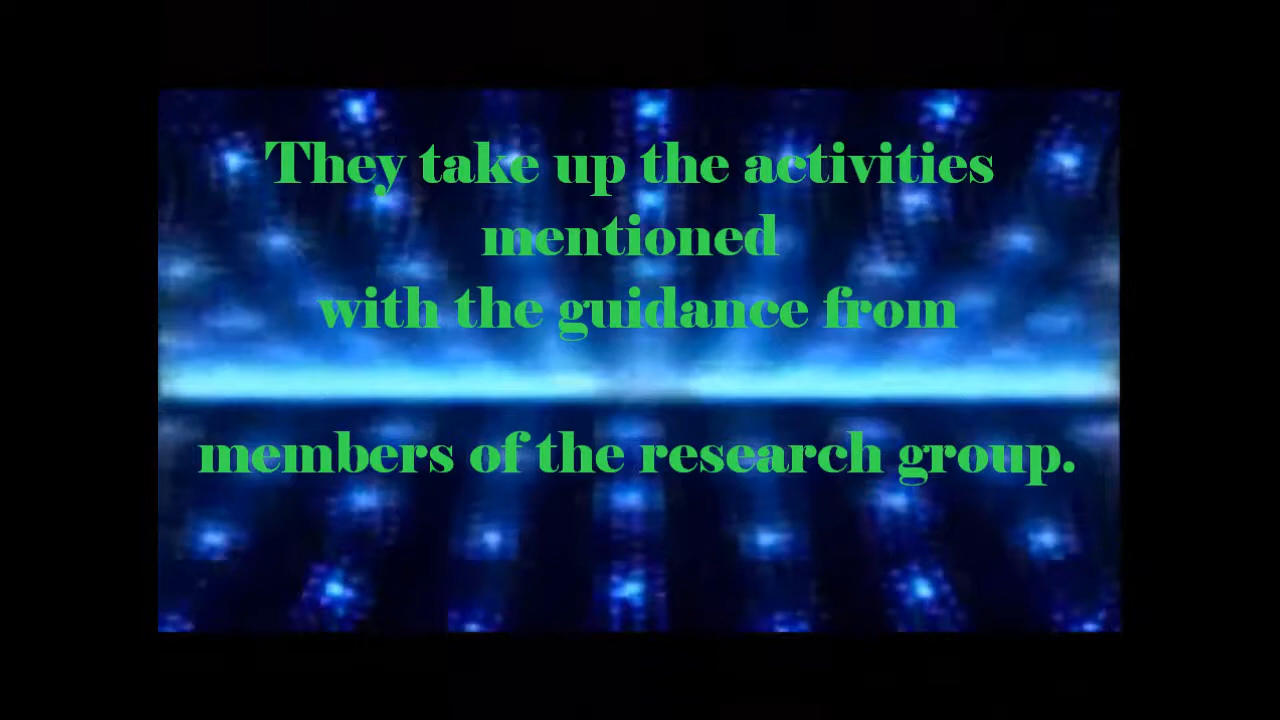 They take up the activities
mentioned
with the guidance from
members of the research group.